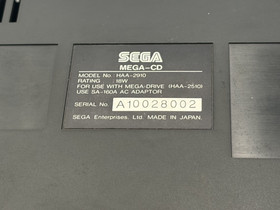 SEGA
MEGA-CD
MODEL No. : HAA-2910
RATING : 18W
FOR USE WITH MEGA-DRIVE (HAA-2510)
USE SA-160A AC ADAPTOR
SERIAL No. A10028002
SEGA Enterprises, Ltd. MADE IN JAPAN.